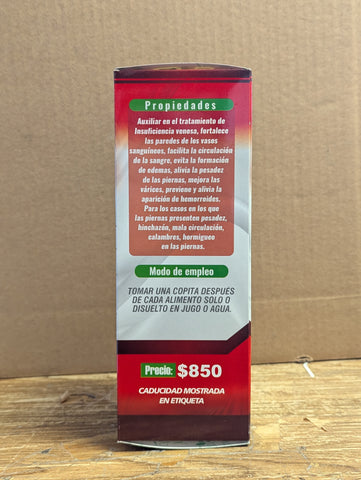 Propiedades
Auxiliar en el tratamiento de
Insuficiencia venosa, fortalece
las paredes de los vasos
sanguíneos, facilita la circulación
de la sangre, evita la formación
de edemas, alivia la pesadez
de las piernas, mejora las
várices, previene y alivia la
aparición de hemorroides.
Para los casos en los que
las piernas presenten pesadez,
hinchazón, mala circulación,
calambres, hormigueo
en las piernas.
Modo de empleo
TOMAR UNA COPITA DESPUÉS
DE CADA ALIMENTO SOLO O
DISUELTO EN JUGO O AGUA.
Precio: $850
CADUCIDAD MOSTRADA
EN ETIQUETA